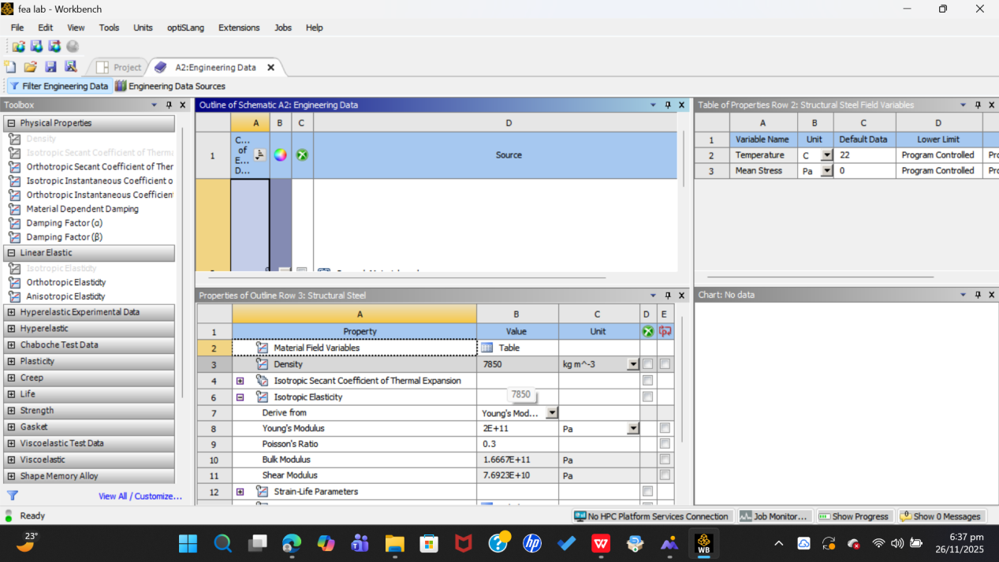 fea lab - Workbench
File Edit View Tools Units optiSLang Extensions Jobs Help
Project A2:Engineering Data
Filter Engineering Data Engineering Data Sources
Toolbox
Physical Properties
Density
Isotropic Secant Coefficient of Therma
Orthotropic Secant Coefficient of Ther
Isotropic Instantaneous Coefficient o
Orthotropic Instantaneous Coefficien
Material Dependent Damping
Damping Factor (α)
Damping Factor (β)
Linear Elastic
Isotropic Elasticity
Orthotropic Elasticity
Anisotropic Elasticity
Hyperelastic Experimental Data
Hyperelastic
Chaboche Test Data
Plasticity
Creep
Life
Strength
Gasket
Viscoelastic Test Data
Viscoelastic
Shape Memory Alloy
View All / Customize...
Outline of Schematic A2: Engineering Data
A B C D
1 C... of E... D... Source
Properties of Outline Row 3: Structural Steel
A B C D E
1 Property Value Unit
2 Material Field Variables Table
3 Density 7850 kg m^-3
4 Isotropic Secant Coefficient of Thermal Expansion
7850
6 Isotropic Elasticity
7 Derive from Young's Mod...
8 Young's Modulus 2E+11 Pa
9 Poisson's Ratio 0.3
10 Bulk Modulus 1.6667E+11 Pa
11 Shear Modulus 7.6923E+10 Pa
12 Strain-Life Parameters
Table of Properties Row 2: Structural Steel Field Variables
A B C D
1 Variable Name Unit Default Data Lower Limit
2 Temperature C 22 Program Controlled Pro
3 Mean Stress Pa 0 Program Controlled Pro
Chart: No data
Ready
No HPC Platform Services Connection Job Monitor... Show Progress Show 0 Messages
23°
WB
6:37 pm
26/11/2025